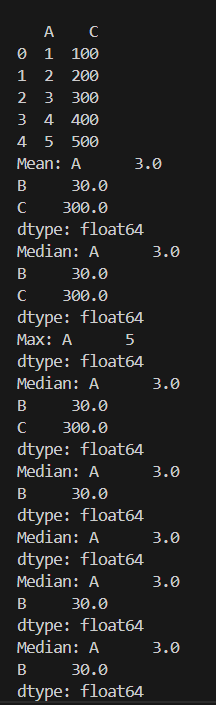 A    C
0  1  100
1  2  200
2  3  300
3  4  400
4  5  500
Mean: A      3.0
B     30.0
C    300.0
dtype: float64
Median: A      3.0
B     30.0
C    300.0
dtype: float64
Max: A      5
dtype: float64
Median: A      3.0
B     30.0
C    300.0
dtype: float64
Median: A      3.0
B     30.0
dtype: float64
Median: A      3.0
dtype: float64
Median: A      3.0
B     30.0
dtype: float64
Median: A      3.0
B     30.0
dtype: float64